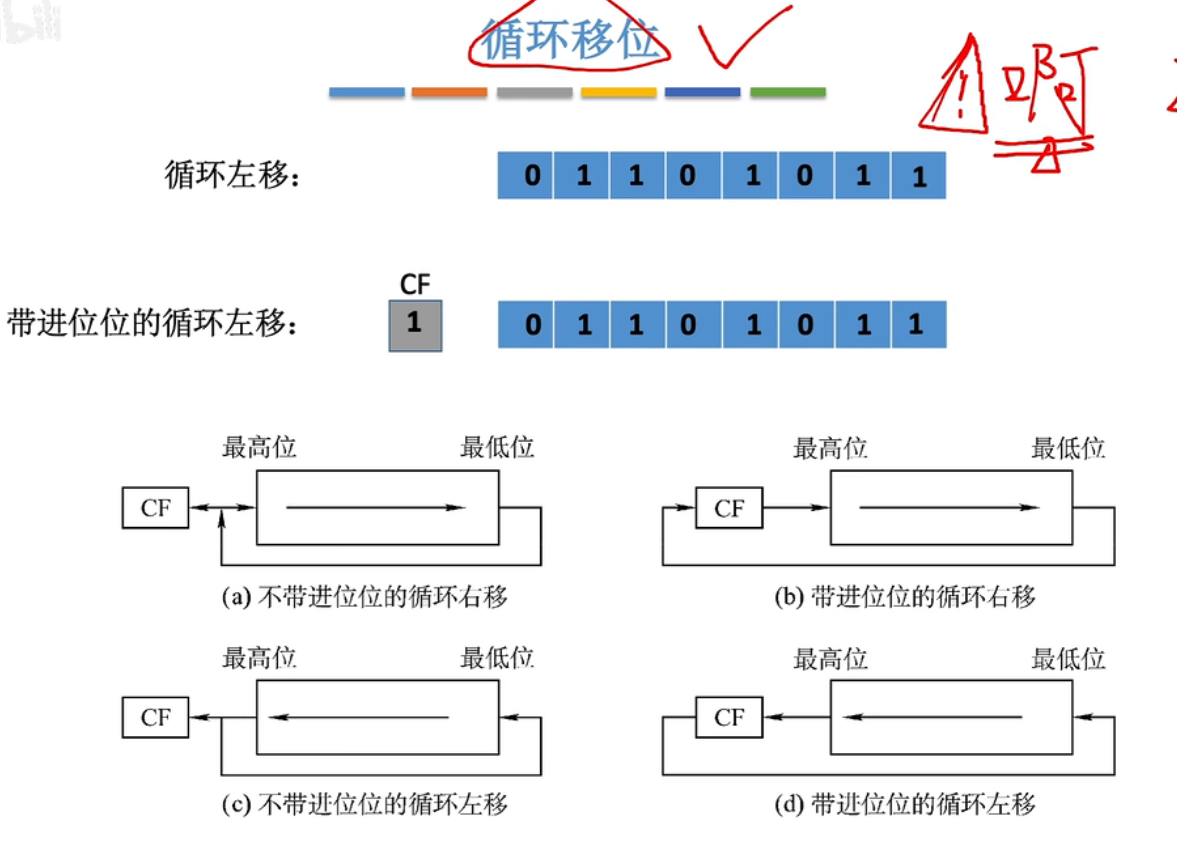 循环移位
循环左移：
0 1 1 0 1 0 1 1
CF
带进位位的循环左移：
1
0 1 1 0 1 0 1 1
最高位 最低位
CF
(a) 不带进位位的循环右移
最高位 最低位
CF
(b) 带进位位的循环右移
最高位 最低位
CF
(c) 不带进位位的循环左移
最高位 最低位
CF
(d) 带进位位的循环左移